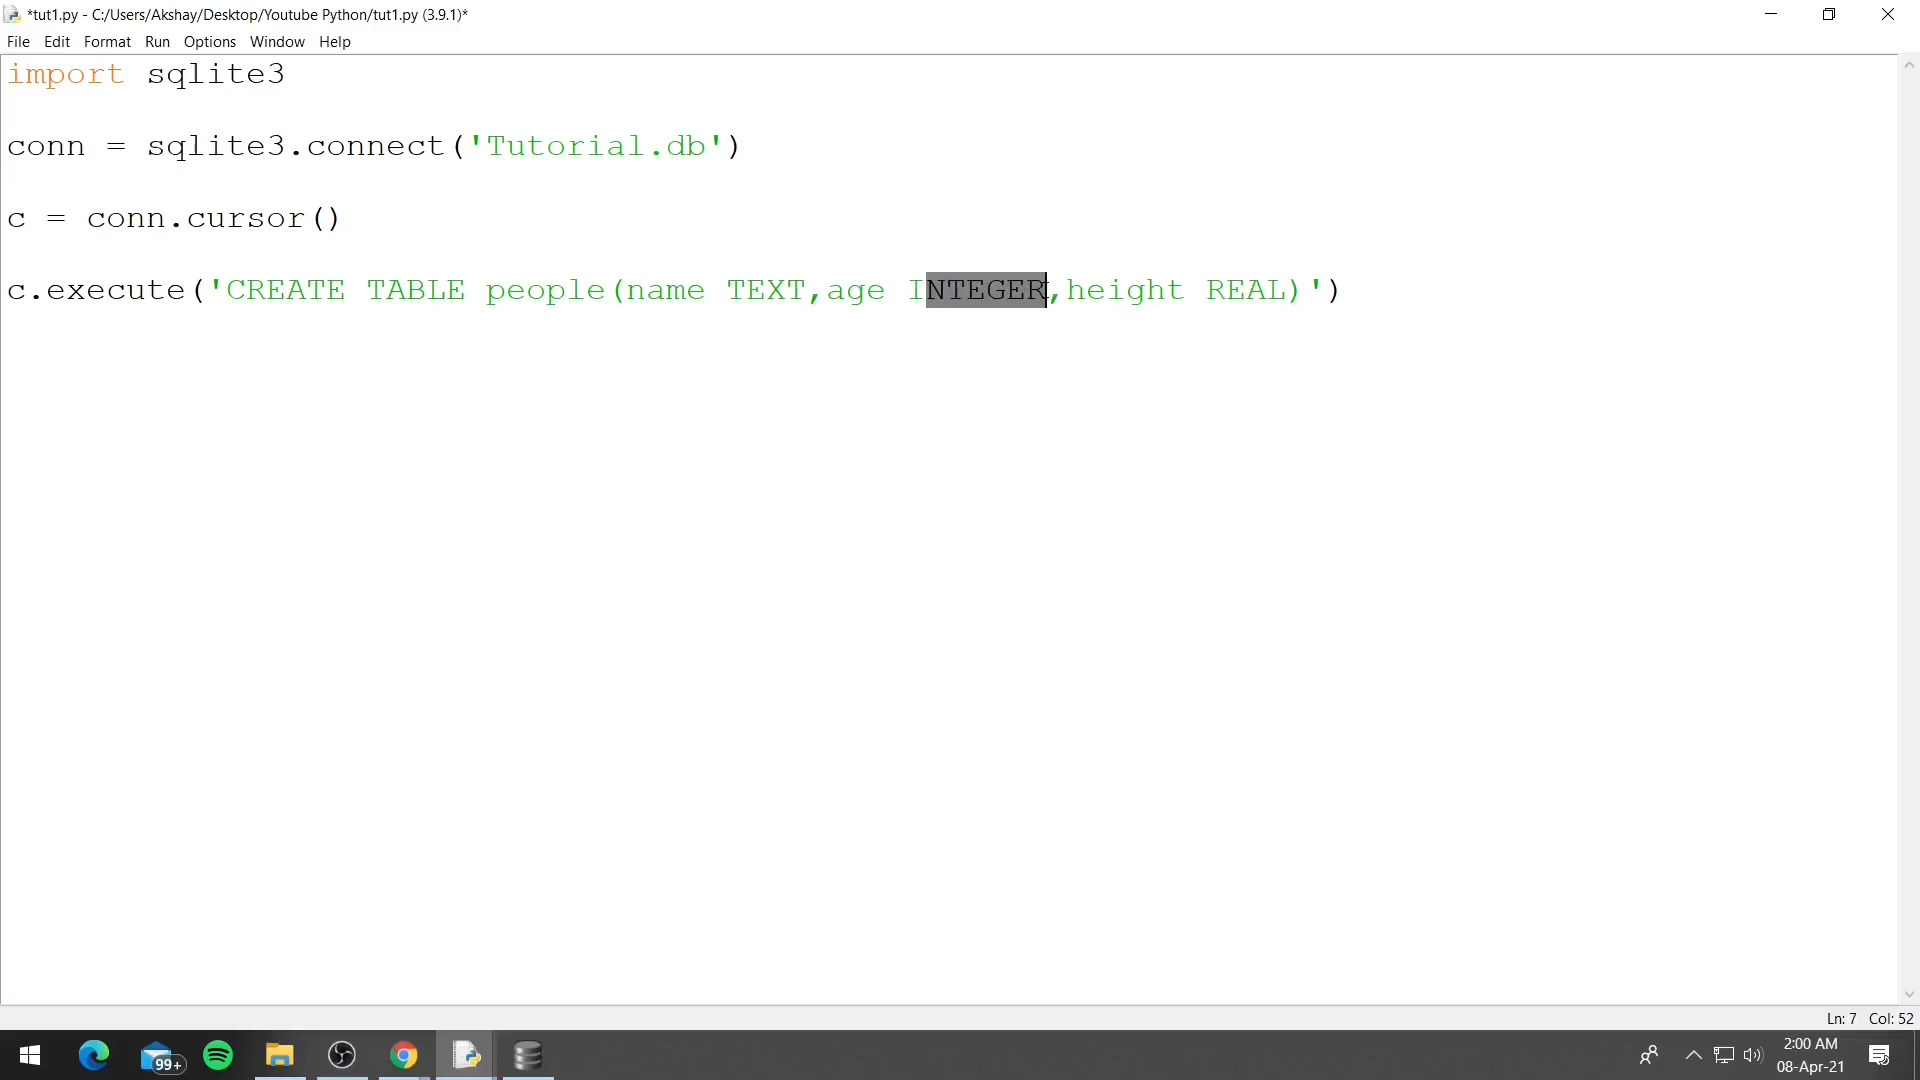 *tut1.py - C:/Users/Akshay/Desktop/Youtube Python/tut1.py (3.9.1)*
File Edit Format Run Options Window Help
import sqlite3
conn = sqlite3.connect('Tutorial.db')
c = conn.cursor()
c.execute('CREATE TABLE people(name TEXT,age INTEGER,height REAL)')
Ln: 7 Col: 52
99+
2:00 AM
08-Apr-21